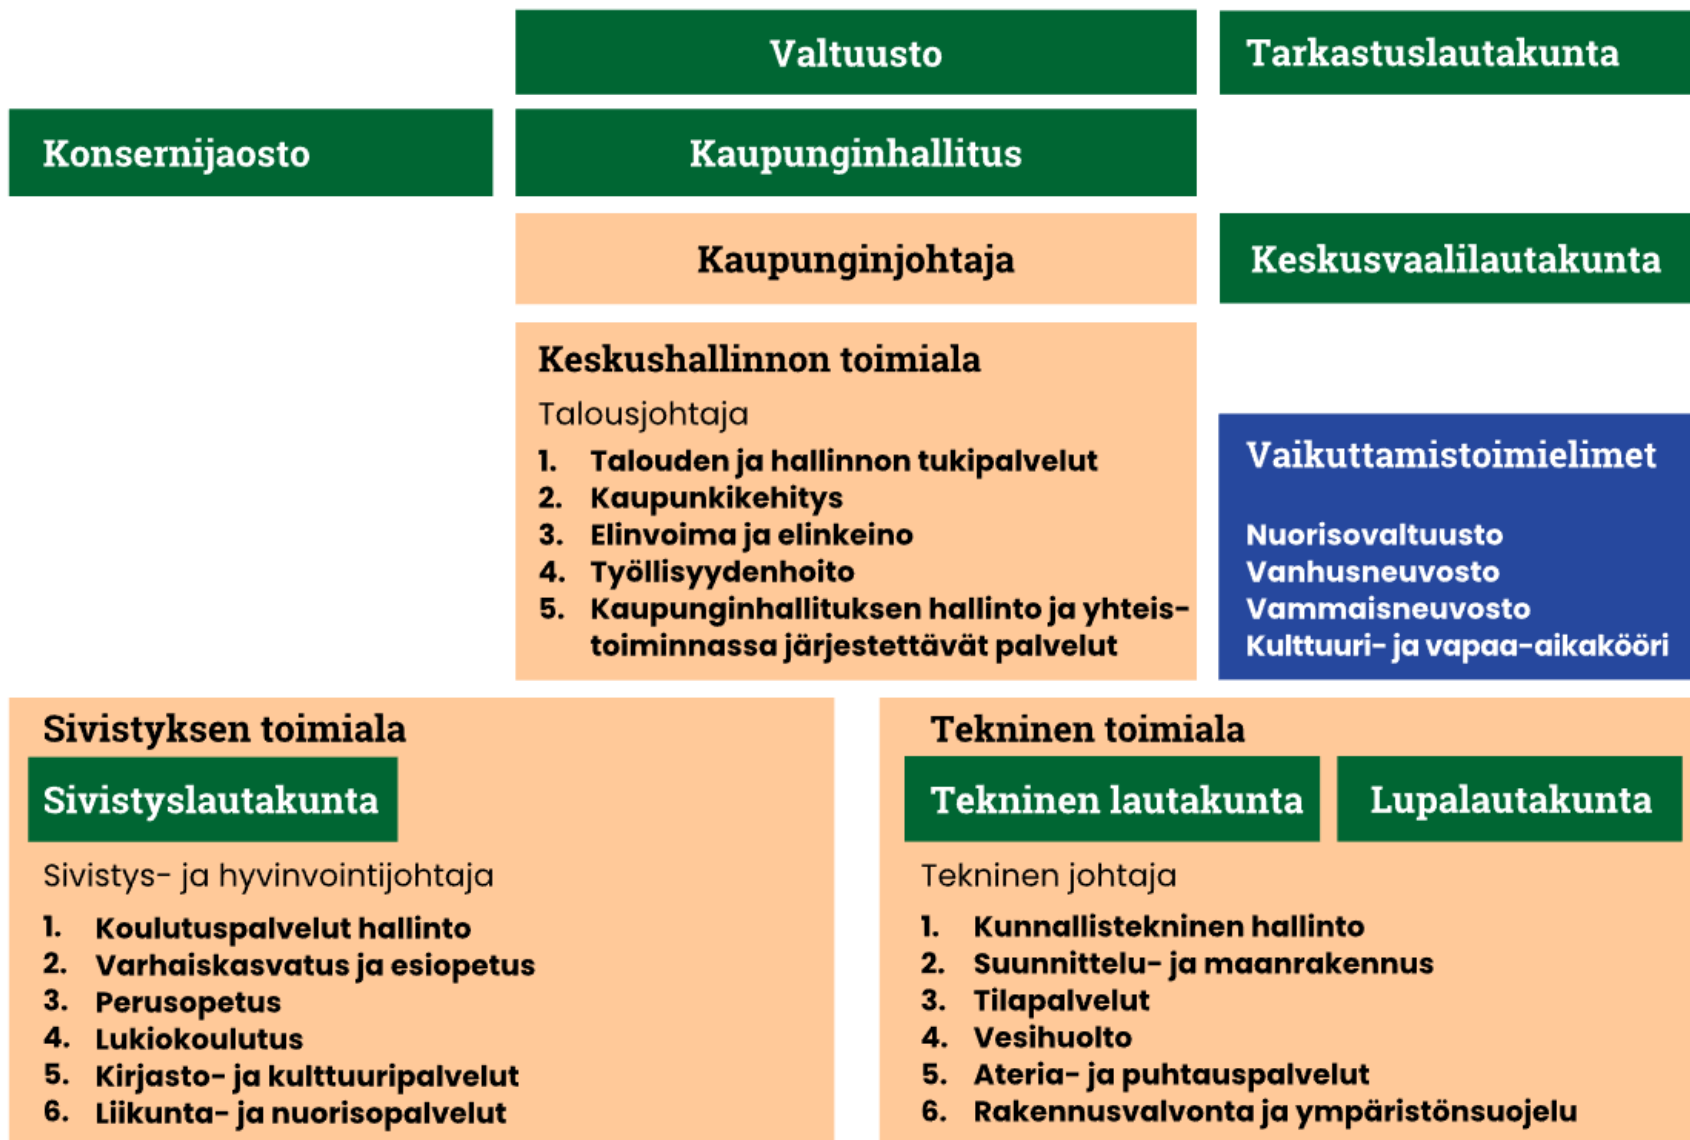 Valtuusto
Tarkastuslautakunta
Konsernijaosto
Kaupunginhallitus
Kaupunginjohtaja
Keskusvaalilautakunta
Keskushallinnon toimiala
Talousjohtaja
1. Talouden ja hallinnon tukipalvelut
2. Kaupunkikehitys
3. Elinvoima ja elinkeino
4. Työllisyydenhoito
5. Kaupunginhallituksen hallinto ja yhteis-
toiminnassa järjestettävät palvelut
Vaikuttamistoimielimet
Nuorisovaltuusto
Vanhusneuvosto
Vammaisneuvosto
Kulttuuri- ja vapaa-aikakööri
Sivistyksen toimiala
Sivistyslautakunta
Sivistys- ja hyvinvointijohtaja
1. Koulutuspalvelut hallinto
2. Varhaiskasvatus ja esiopetus
3. Perusopetus
4. Lukiokoulutus
5. Kirjasto- ja kulttuuripalvelut
6. Liikunta- ja nuorisopalvelut
Tekninen toimiala
Tekninen lautakunta
Lupalautakunta
Tekninen johtaja
1. Kunnallistekninen hallinto
2. Suunnittelu- ja maanrakennus
3. Tilapalvelut
4. Vesihuolto
5. Ateria- ja puhtauspalvelut
6. Rakennusvalvonta ja ympäristönsuojelu